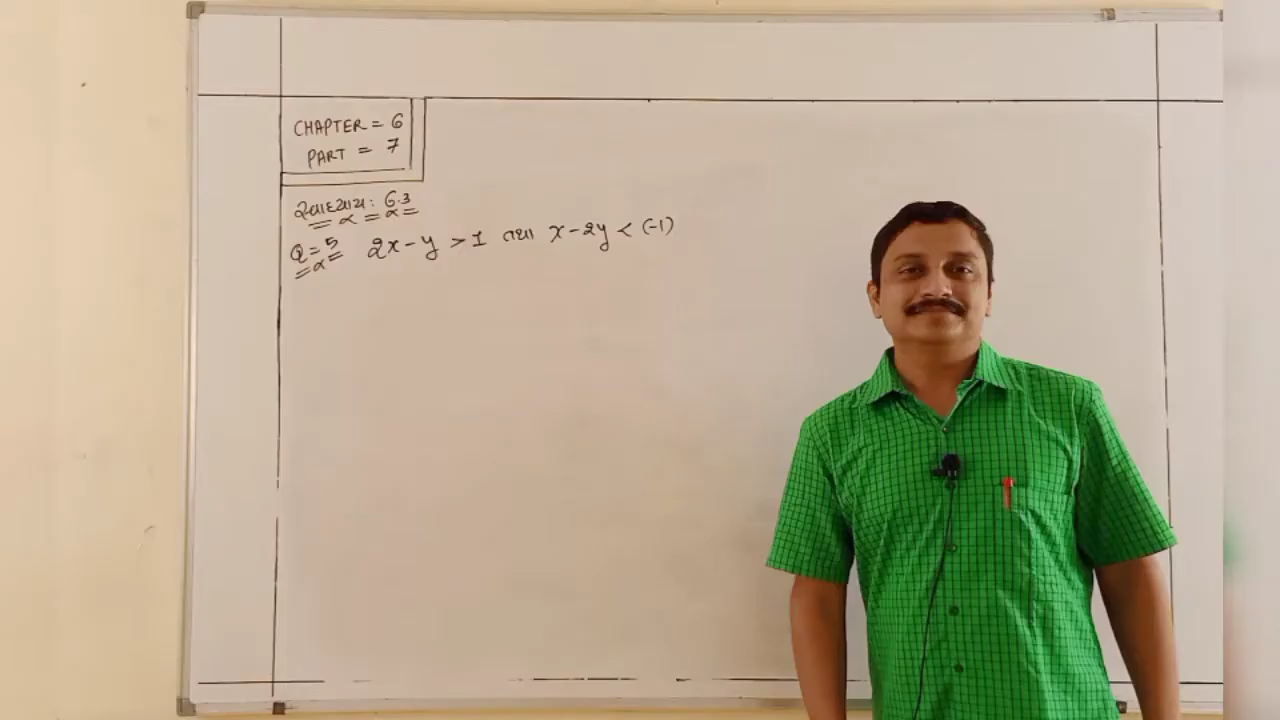 CHAPTER = 6
PART = 7
સ્વાધ્યાય: 6.3
Q = 5 2x - y > 1 તથા x - 2y < (-1)